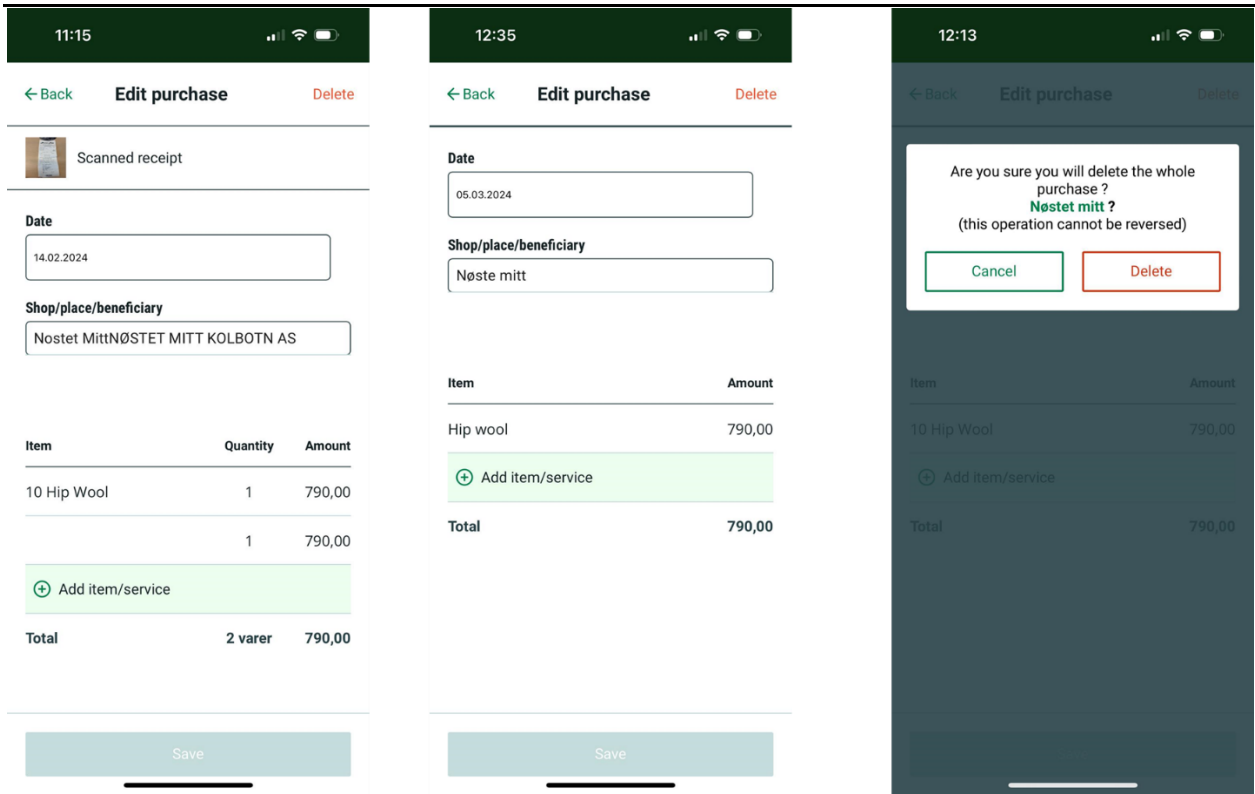 11:15
← Back Edit purchase Delete
Scanned receipt
Date
14.02.2024
Shop/place/beneficiary
Nostet MittNØSTET MITT KOLBOTN AS
Item Quantity Amount
10 Hip Wool 1 790,00
1 790,00
Add item/service
Total 2 varer 790,00
Save
12:35
← Back Edit purchase Delete
Date
05.03.2024
Shop/place/beneficiary
Nøste mitt
Item Amount
Hip wool 790,00
Add item/service
Total 790,00
Save
12:13
← Back Edit purchase Delete
Are you sure you will delete the whole
purchase ?
Nøstet mitt ?
(this operation cannot be reversed)
Cancel Delete
Item Amount
10 Hip Wool 790,00
Add Item/service
Total 790,00